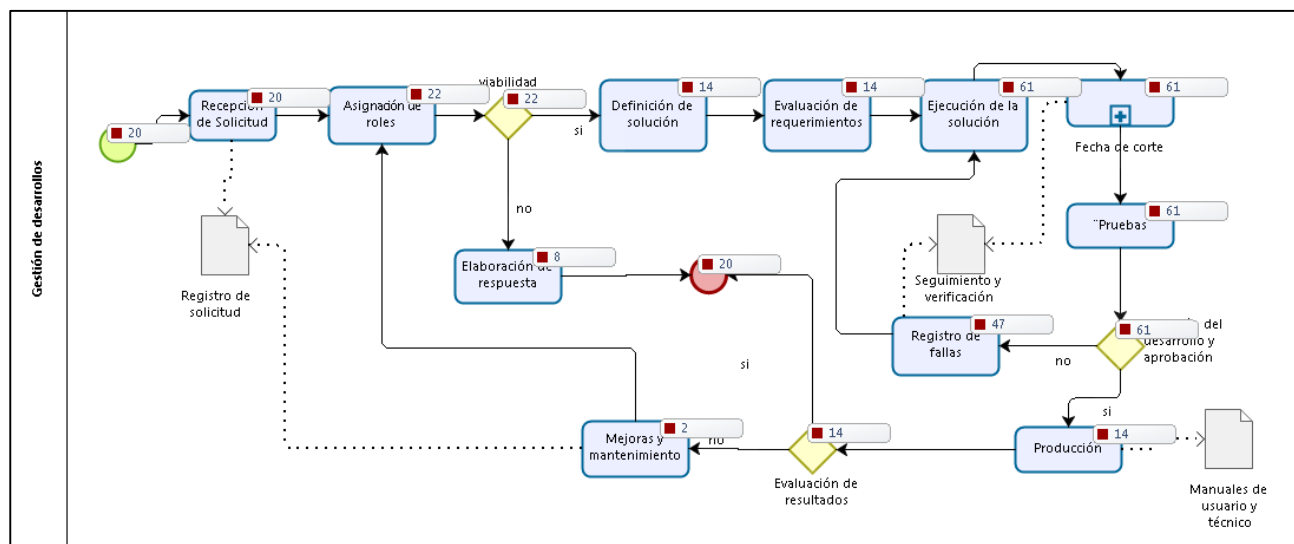 Gestión de desarrollos
20
Recepción
de Solicitud
20
Asignación de
roles
22
viabilidad
22
si
no
Definición de
solución
14
Evaluación de
requerimientos
14
Ejecución de la
solución
61
61
Fecha de corte
¨Pruebas
61
61
del
desarrollo y
aprobación
no
si
Registro de
fallas
47
Seguimiento y
verificación
Registro de
solicitud
Elaboración de
respuesta
8
20
si
Mejoras y
mantenimiento
2
no
14
Evaluación de
resultados
Producción
14
Manuales de
usuario y
técnico